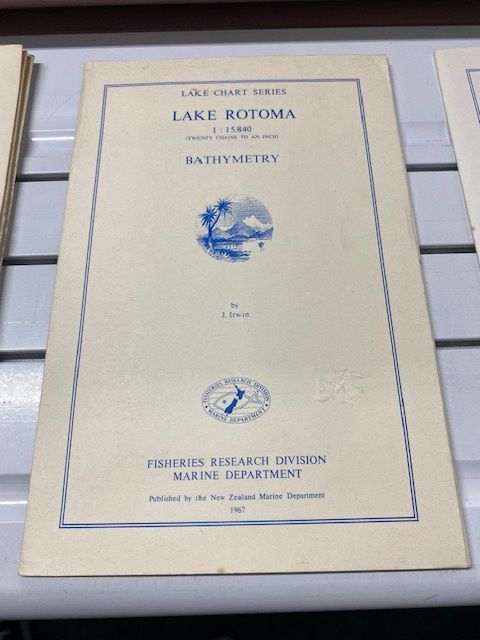 LAKE CHART SERIES
LAKE ROTOMA
1 : 15,840
(TWENTY CHAINS TO AN INCH)
BATHYMETRY
by
J. Irwin
FISHERIES RESEARCH DIVISION
MARINE DEPARTMENT
FISHERIES RESEARCH DIVISION
MARINE DEPARTMENT
Published by the New Zealand Marine Department
1967